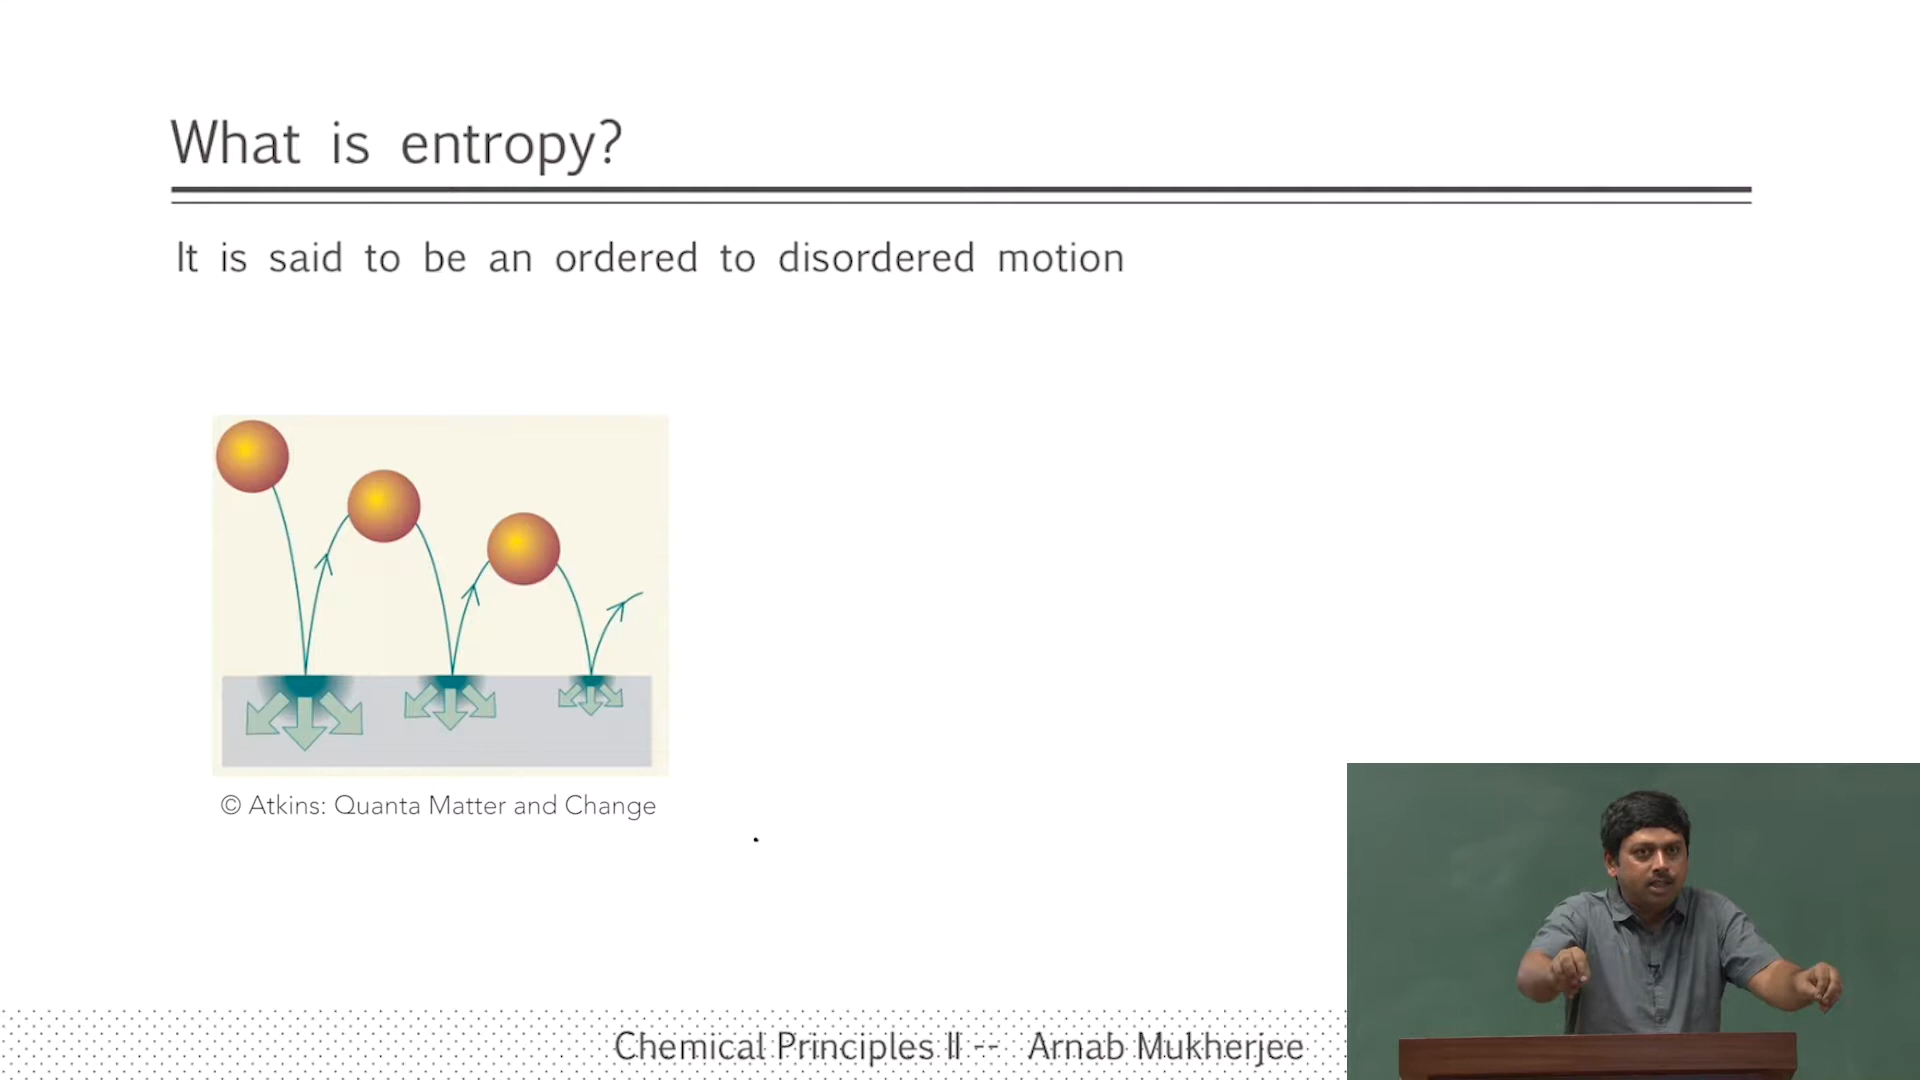 What is entropy?
It is said to be an ordered to disordered motion
© Atkins: Quanta Matter and Change
Chemical Principles II -- Arnab Mukherjee